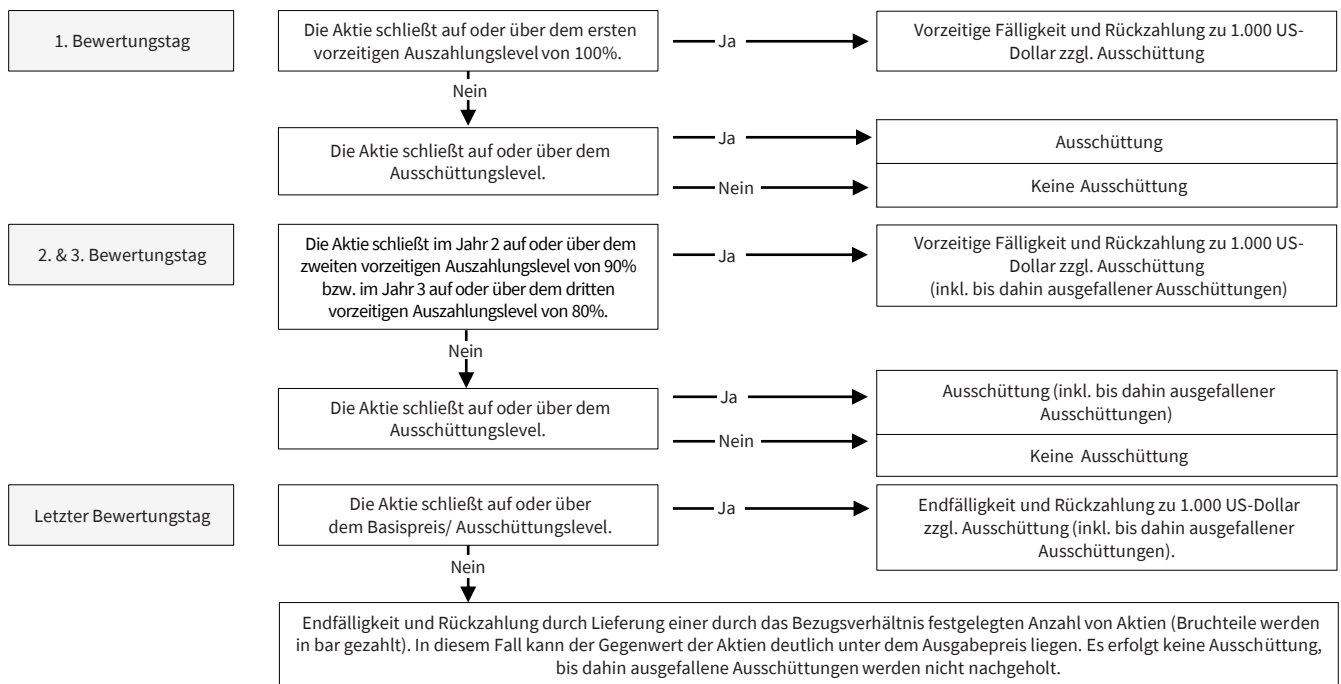 1. Bewertungstag
Die Aktie schließt auf oder über dem ersten
vorzeitigen Auszahlungslevel von 100%.
Ja
Vorzeitige Fälligkeit und Rückzahlung zu 1.000 US-
Dollar zzgl. Ausschüttung
Nein
Die Aktie schließt auf oder über dem
Ausschüttungslevel.
Ja
Ausschüttung
Nein
Keine Ausschüttung
2. & 3. Bewertungstag
Die Aktie schließt im Jahr 2 auf oder über dem
zweiten vorzeitigen Auszahlungslevel von 90%
bzw. im Jahr 3 auf oder über dem dritten
vorzeitigen Auszahlungslevel von 80%.
Ja
Vorzeitige Fälligkeit und Rückzahlung zu 1.000 US-
Dollar zzgl. Ausschüttung
(inkl. bis dahin ausgefallener Ausschüttungen)
Nein
Die Aktie schließt auf oder über dem
Ausschüttungslevel.
Ja
Ausschüttung (inkl. bis dahin ausgefallener
Ausschüttungen)
Nein
Keine Ausschüttung
Letzter Bewertungstag
Die Aktie schließt auf oder über
dem Basispreis/ Ausschüttungslevel.
Ja
Endfälligkeit und Rückzahlung zu 1.000 US-Dollar
zzgl. Ausschüttung (inkl. bis dahin ausgefallener
Ausschüttungen).
Nein
Endfälligkeit und Rückzahlung durch Lieferung einer durch das Bezugsverhältnis festgelegten Anzahl von Aktien (Bruchteile werden
in bar gezahlt). In diesem Fall kann der Gegenwert der Aktien deutlich unter dem Ausgabepreis liegen. Es erfolgt keine Ausschüttung,
bis dahin ausgefallene Ausschüttungen werden nicht nachgeholt.